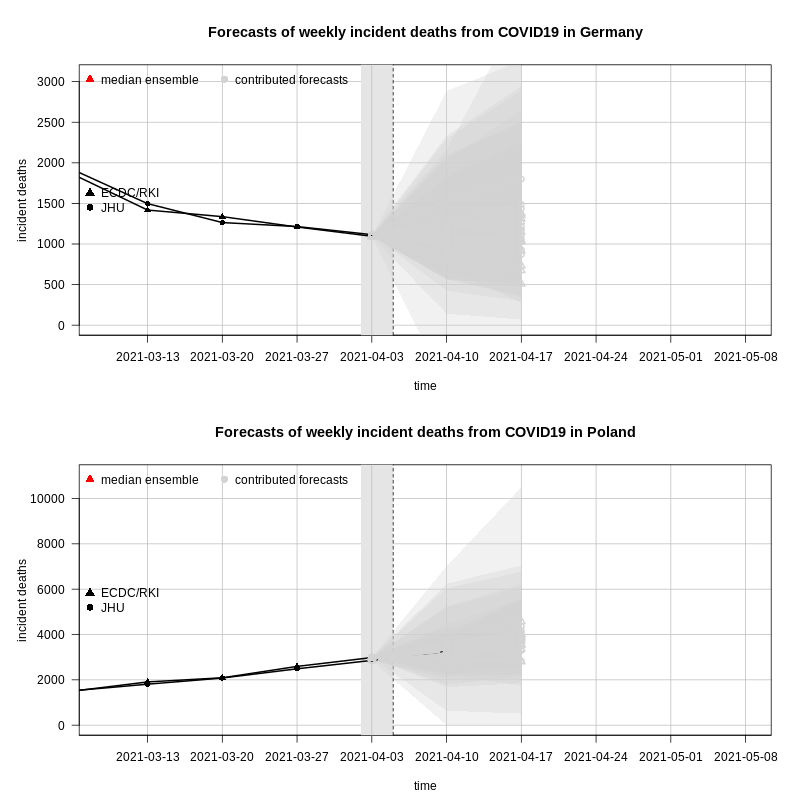 Forecasts of weekly incident deaths from COVID19 in Germany
median ensemble contributed forecasts
3000
2500
2000
1500
1000
500
0
incident deaths
ECDC/RKI
JHU
2021-03-13 2021-03-20 2021-03-27 2021-04-03 2021-04-10 2021-04-17 2021-04-24 2021-05-01 2021-05-08
time
Forecasts of weekly incident deaths from COVID19 in Poland
median ensemble contributed forecasts
10000
8000
6000
4000
2000
0
incident deaths
ECDC/RKI
JHU
2021-03-13 2021-03-20 2021-03-27 2021-04-03 2021-04-10 2021-04-17 2021-04-24 2021-05-01 2021-05-08
time